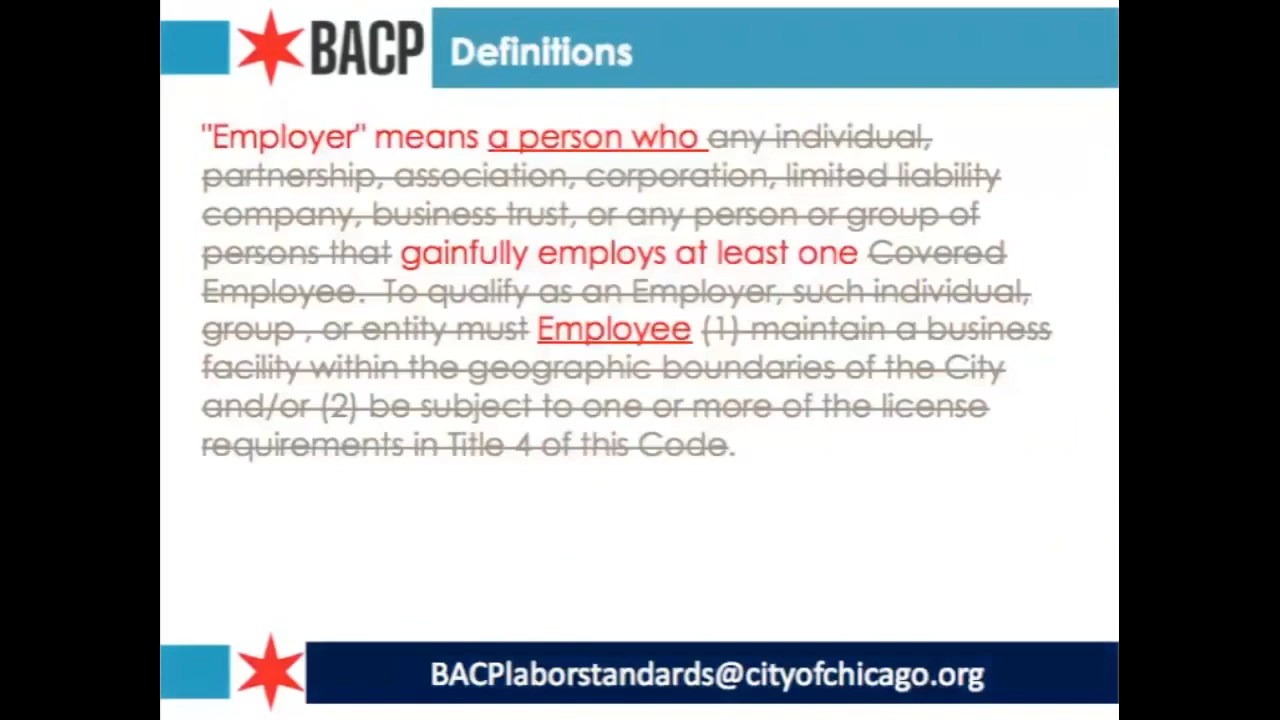 BACP Definitions
"Employer" means a person who any individual,
partnership, association, corporation, limited liability
company, business trust, or any person or group of
persons that gainfully employs at least one Covered
Employee. To qualify as an Employer, such individual,
group , or entity must Employee (1) maintain a business
facility within the geographic boundaries of the City
and/or (2) be subject to one or more of the license
requirements in Title 4 of this Code.
BACPlaborstandards@cityofchicago.org